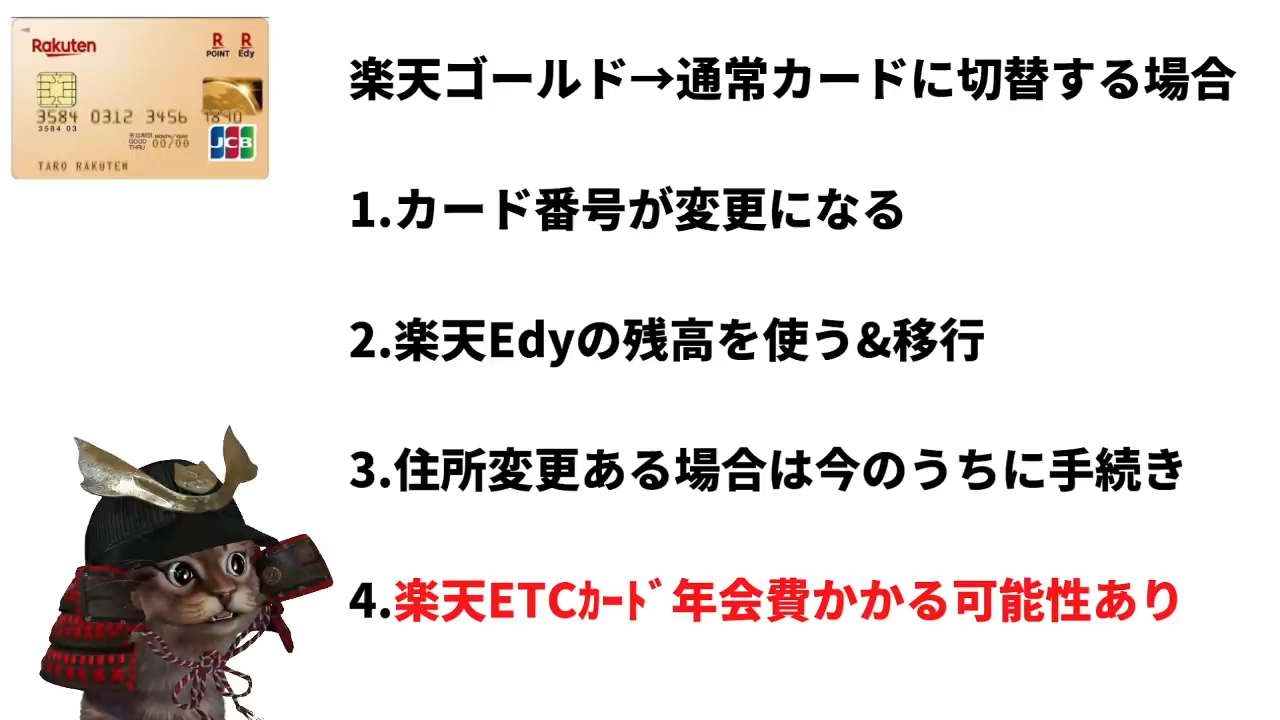 Rakuten
R POINT
R Edy
3584 0312 3456 7890
3584 03
GOOD THRU
MONTH/YEAR
00/00
JCB
TARO RAKUTEN
楽天ゴールド→通常カードに切替する場合
1.カード番号が変更になる
2.楽天Edyの残高を使う&移行
3.住所変更ある場合は今のうちに手続き
4.楽天ETCｶｰﾄﾞ年会費かかる可能性あり